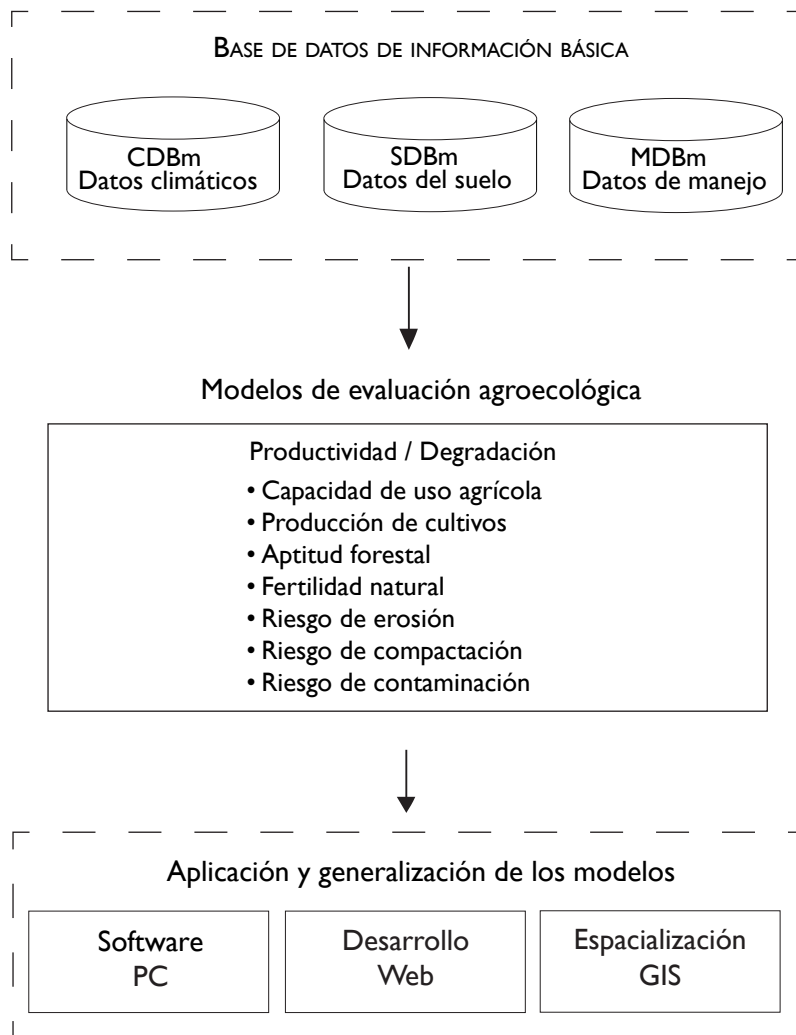 BASE DE DATOS DE INFORMACIÓN BÁSICA
CDBm
Datos climáticos
SDBm
Datos del suelo
MDBm
Datos de manejo
Modelos de evaluación agroecológica
Productividad / Degradación
• Capacidad de uso agrícola
• Producción de cultivos
• Aptitud forestal
• Fertilidad natural
• Riesgo de erosión
• Riesgo de compactación
• Riesgo de contaminación
Aplicación y generalización de los modelos
Software
PC
Desarrollo
Web
Espacialización
GIS